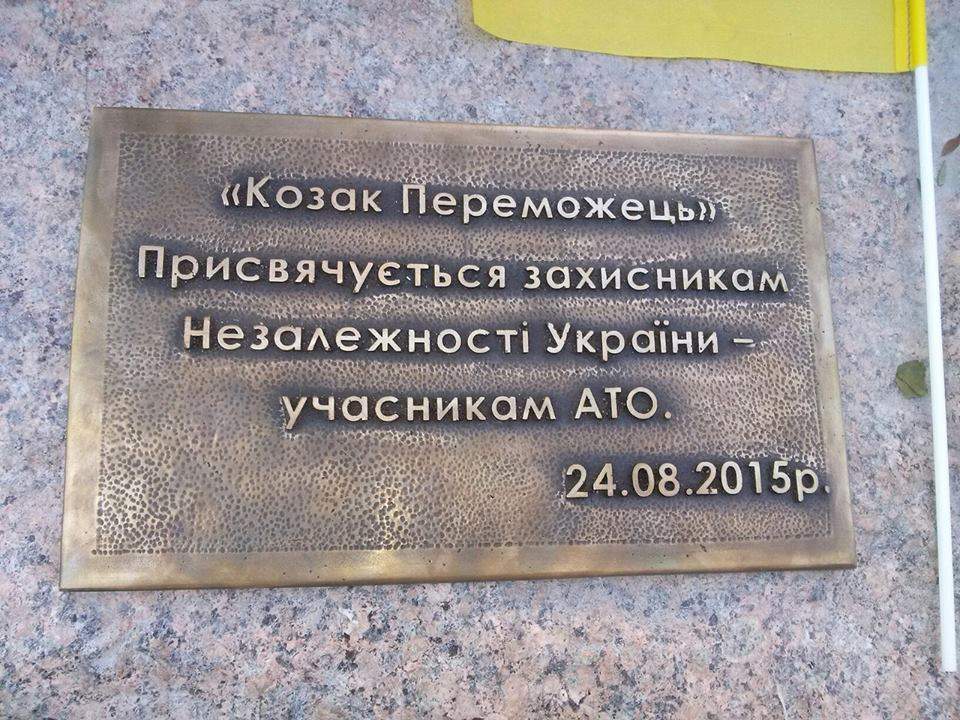 «Козак Переможець»
Присвячується захисникам
Незалежності України –
учасникам АТО.
24.08.2015р.